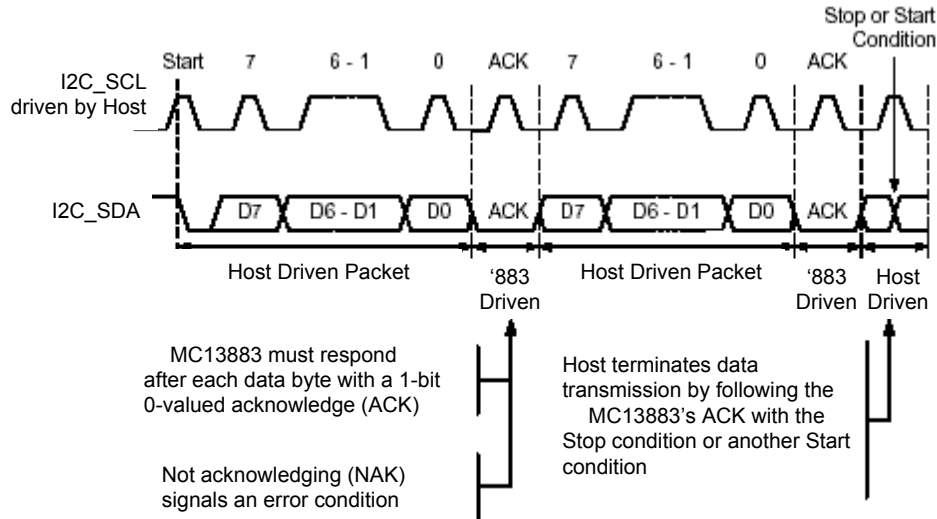 Stop or Start
Condition
Start 7 6 - 1 0 ACK 7 6 - 1 0 ACK
I2C_SCL
driven by Host
I2C_SDA D7 D6 - D1 D0 ACK D7 D6 - D1 D0 ACK
Host Driven Packet
'883
Driven
Host Driven Packet
'883
Driven
Host
Driven
MC13883 must respond
after each data byte with a 1-bit
0-valued acknowledge (ACK)
Not acknowledging (NAK)
signals an error condition
Host terminates data
transmission by following the
MC13883's ACK with the
Stop condition or another Start
condition